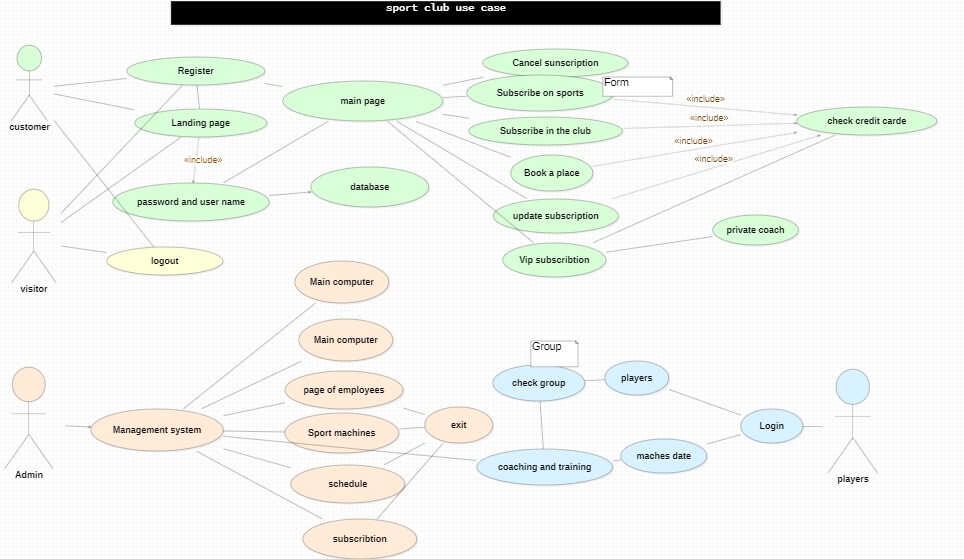 sport club use case
Cancel sunscription
Register
Form
Subscribe on sports
main page
«include»
customer
Landing page
«include»
check credit carde
Subscribe in the club
«include»
«include»
«include»
Book a place
database
password and user name
update subscription
private coach
logout
Vip subscribtion
visitor
Main computer
Main computer
Group
check group
players
page of employees
Management system
Sport machines
exit
Login
maches date
coaching and training
Admin
players
schedule
subscribtion